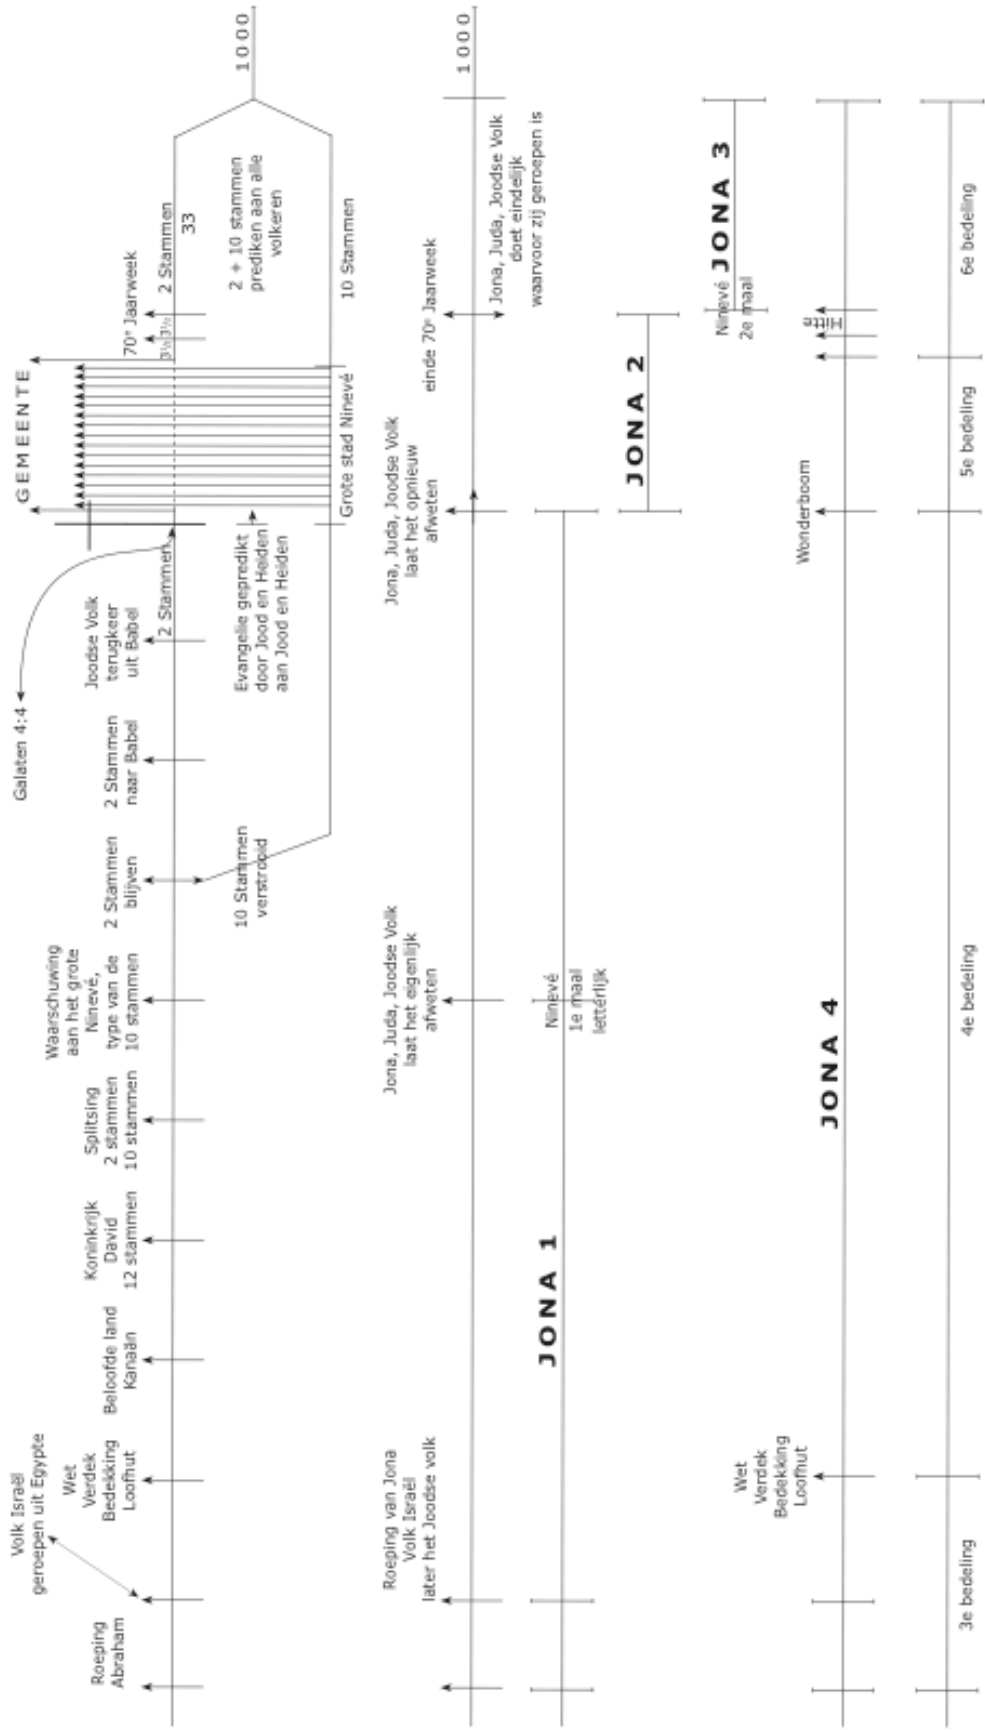 Roeping
Abraham
Volk Israël
geroepen uit Egypte
Wet
Verdek
Bedekking
Loofhut
Beloofde land
Kanaän
Koninkrijk
David
12 stammen
Splitsing
2 stammen
10 stammen
Waarschuwing
aan het grote
Ninevé,
type van de
10 stammen
2 Stammen
blijven
10 Stammen
verstrooid
2 Stammen
naar Babel
Joodse Volk
terugkeer
uit Babel
Galaten 4:4
2 Stammen
Evangelie gepredikt
door Jood en Heiden
aan Jood en Heiden
GEMEENTE
Grote stad Ninevé
70e Jaarweek
3½ 3½
2 Stammen
33
2 + 10 stammen
prediken aan alle
volkeren
10 Stammen
1000
Roeping van Jona
Volk Israël
later het Joodse volk
Jona, Juda, Joodse Volk
laat het eigenlijk
afweten
Jona, Juda, Joodse Volk
laat het opnieuw
afweten
einde 70e Jaarweek
Jona, Juda, Joodse Volk
doet eindelijk
waarvoor zij geroepen is
1000
JONA 1
Ninevé
1e maal
letterlijk
JONA 2
Ninevé
2e maal
JONA 3
Wet
Verdek
Bedekking
Loofhut
JONA 4
Wonderboom
Hitte
3e bedeling
4e bedeling
5e bedeling
6e bedeling